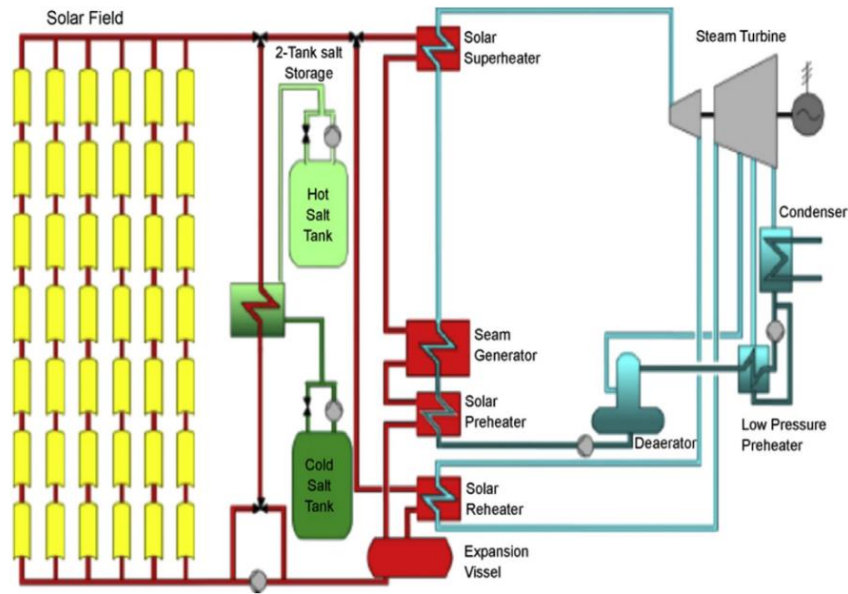 Solar Field
2-Tank salt
Storage
Hot
Salt
Tank
Cold
Salt
Tank
Solar
Superheater
Seam
Generator
Solar
Preheater
Solar
Reheater
Expansion
Vissel
Steam Turbine
Condenser
Low Pressure
Preheater
Deaerator